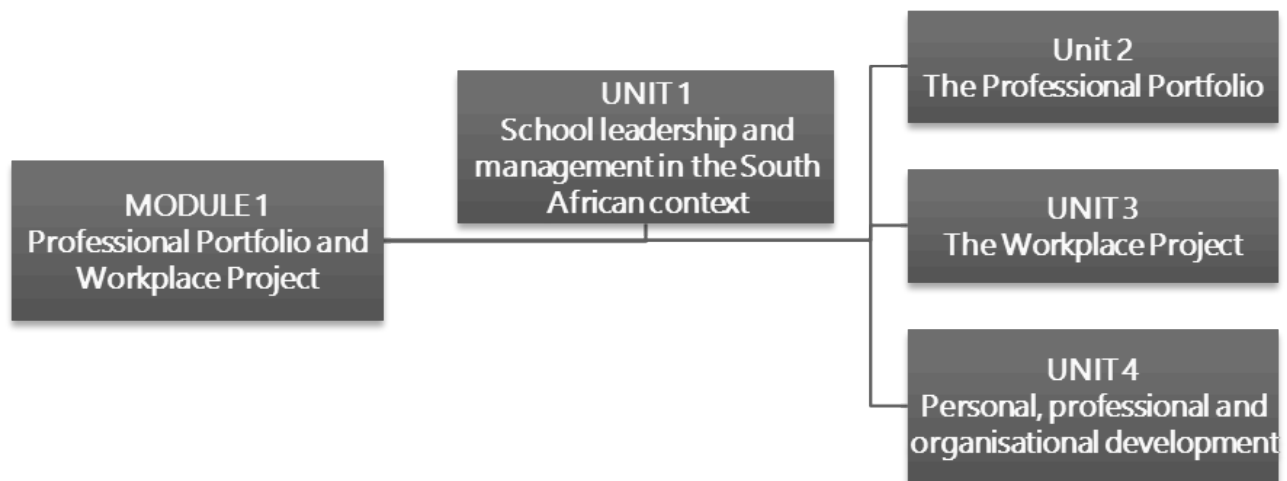 MODULE 1
Professional Portfolio and
Workplace Project
UNIT 1
School leadership and
management in the South
African context
Unit 2
The Professional Portfolio
UNIT 3
The Workplace Project
UNIT 4
Personal, professional and
organisational development